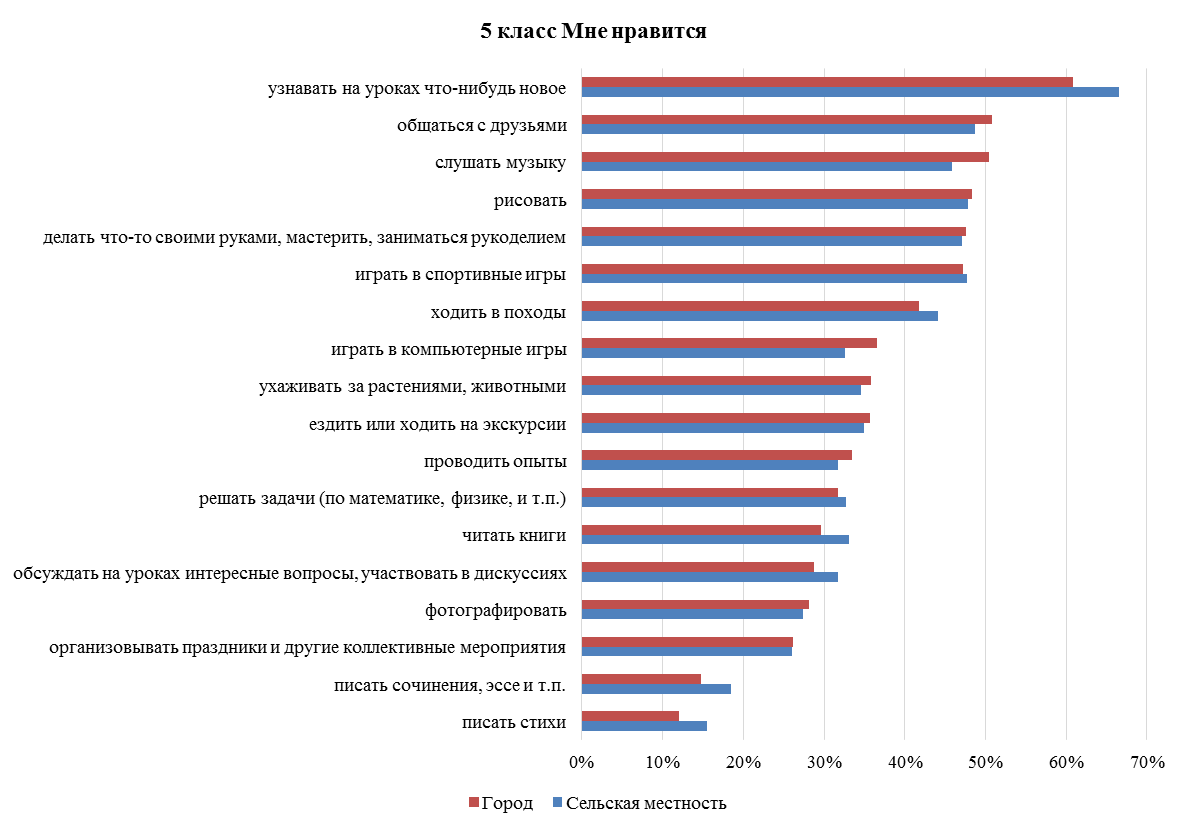 5 класс Мне нравится
узнавать на уроках что-нибудь новое
общаться с друзьями
слушать музыку
рисовать
делать что-то своими руками, мастерить, заниматься рукоделием
играть в спортивные игры
ходить в походы
играть в компьютерные игры
ухаживать за растениями, животными
ездить или ходить на экскурсии
проводить опыты
решать задачи (по математике, физике, и т.п.)
читать книги
обсуждать на уроках интересные вопросы, участвовать в дискуссиях
фотографировать
организовывать праздники и другие коллективные мероприятия
писать сочинения, эссе и т.п.
писать стихи
0% 10% 20% 30% 40% 50% 60% 70%
Город Сельская местность